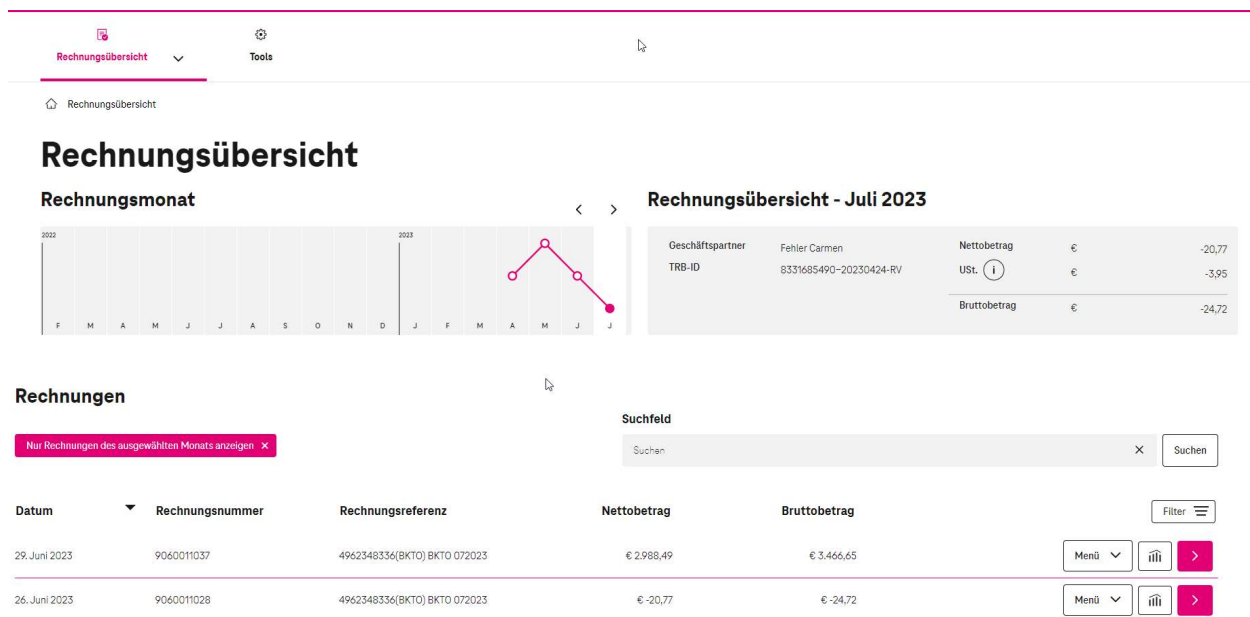 Rechnungsübersicht
Tools
Rechnungsübersicht
Rechnungsübersicht
Rechnungsmonat
2022 2023
F M A M J J A S O N D J F M A M J J
Rechnungsübersicht - Juli 2023
Geschäftspartner Fehler Carmen Nettobetrag € -20,77
TRB-ID 8331685490-20230424-RV USt. i € -3,95
Bruttobetrag € -24,72
Rechnungen
Suchfeld
Nur Rechnungen des ausgewählten Monats anzeigen ×
Suchen × Suchen
Datum Rechnungsnummer Rechnungsreferenz Nettobetrag Bruttobetrag Filter
29. Juni 2023 9060011037 4962348336(BKTO) BKTO 072023 € 2.988,49 € 3.466,65 Menü
26. Juni 2023 9060011028 4962348336(BKTO) BKTO 072023 € -20,77 € -24,72 Menü